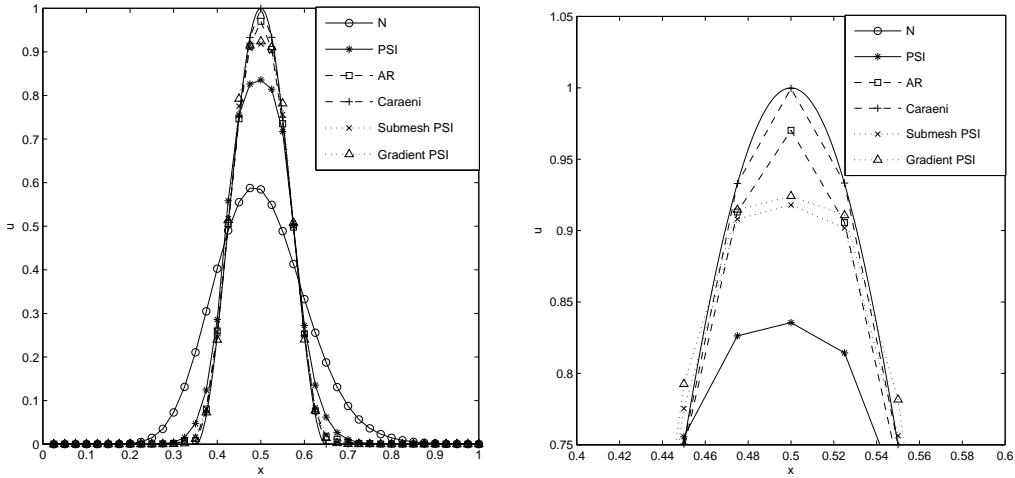 1
0.9
0.8
0.7
0.6
0.5
0.4
0.3
0.2
0.1
0
u
0 0.1 0.2 0.3 0.4 0.5 0.6 0.7 0.8 0.9 1
x
N
PSI
AR
Caraeni
Submesh PSI
Gradient PSI
1.05
1
0.95
0.9
0.85
0.8
0.75
u
0.4 0.42 0.44 0.46 0.48 0.5 0.52 0.54 0.56 0.58 0.6
x
N
PSI
AR
Caraeni
Submesh PSI
Gradient PSI